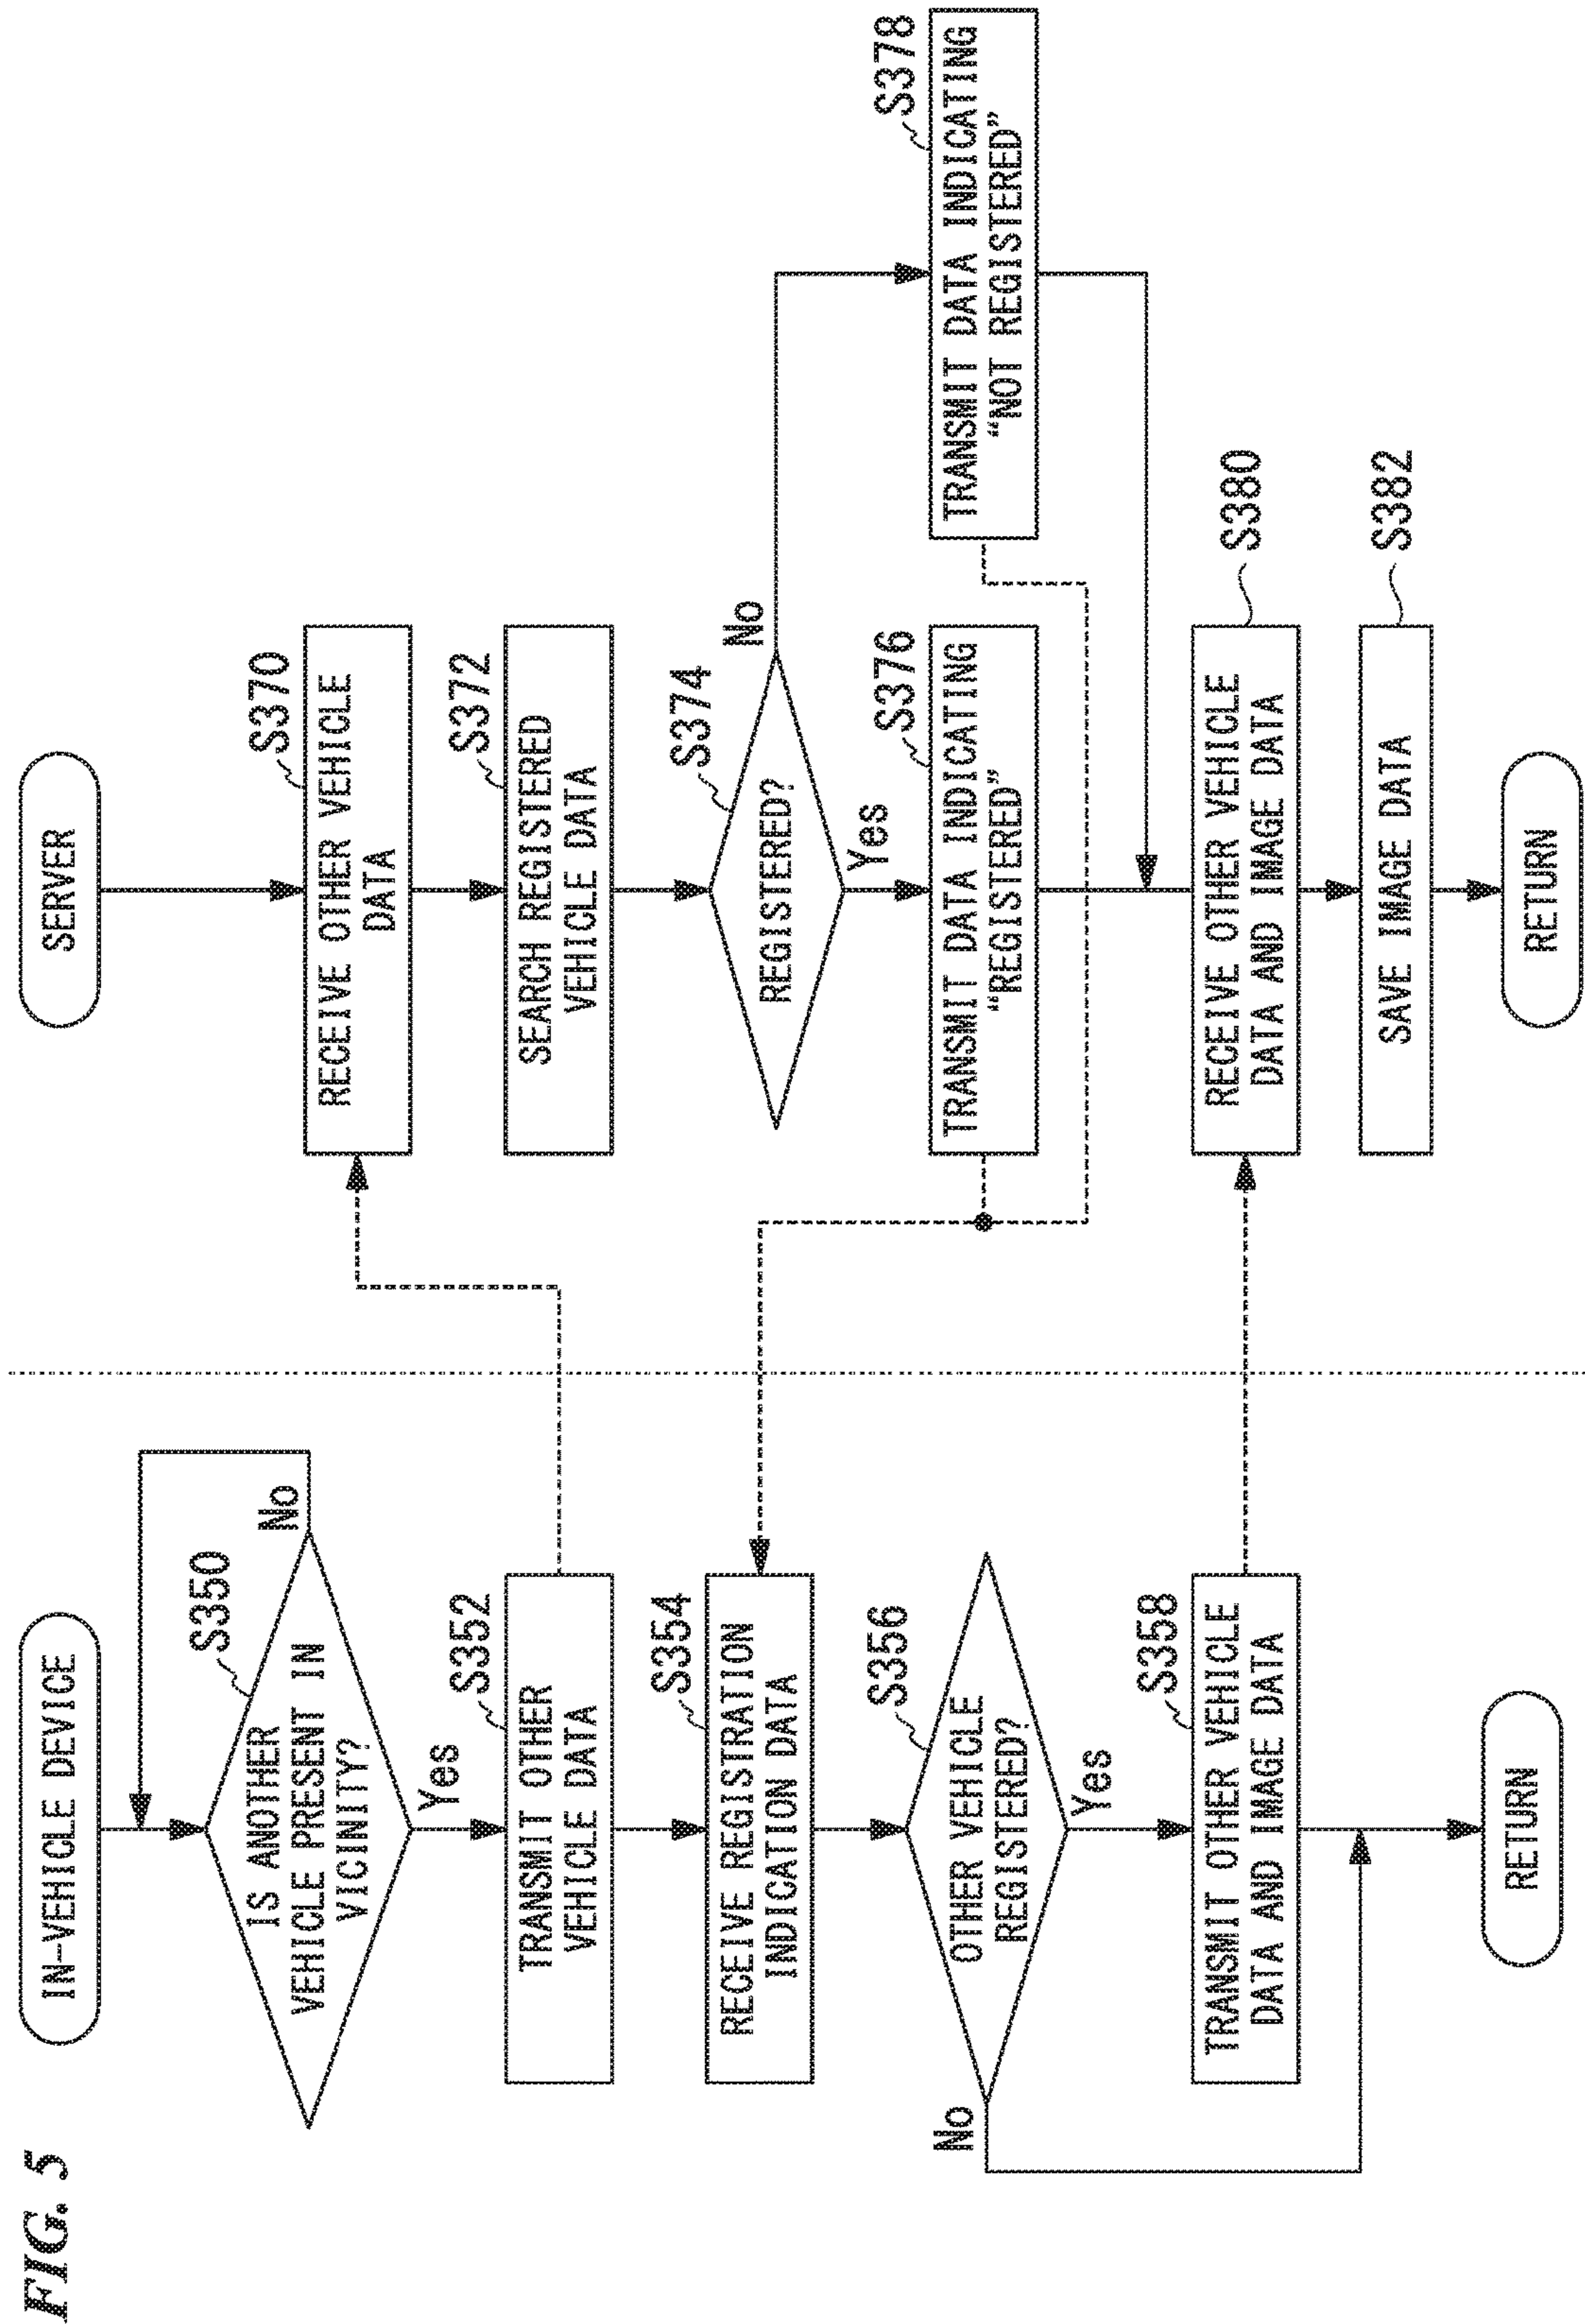 FIG. 5
IN-VEHICLE DEVICE
S350
IS ANOTHER
VEHICLE PRESENT IN
VICINITY?
No
Yes
S352
TRANSMIT OTHER
VEHICLE DATA
S354
RECEIVE REGISTRATION
INDICATION DATA
S356
OTHER VEHICLE
REGISTERED?
No
Yes
S358
TRANSMIT OTHER VEHICLE
DATA AND IMAGE DATA
RETURN
SERVER
S370
RECEIVE OTHER VEHICLE
DATA
S372
SEARCH REGISTERED
VEHICLE DATA
S374
REGISTERED?
No
Yes
S376
TRANSMIT DATA INDICATING
“REGISTERED”
S378
TRANSMIT DATA INDICATING
“NOT REGISTERED”
S380
RECEIVE OTHER VEHICLE
DATA AND IMAGE DATA
S382
SAVE IMAGE DATA
RETURN